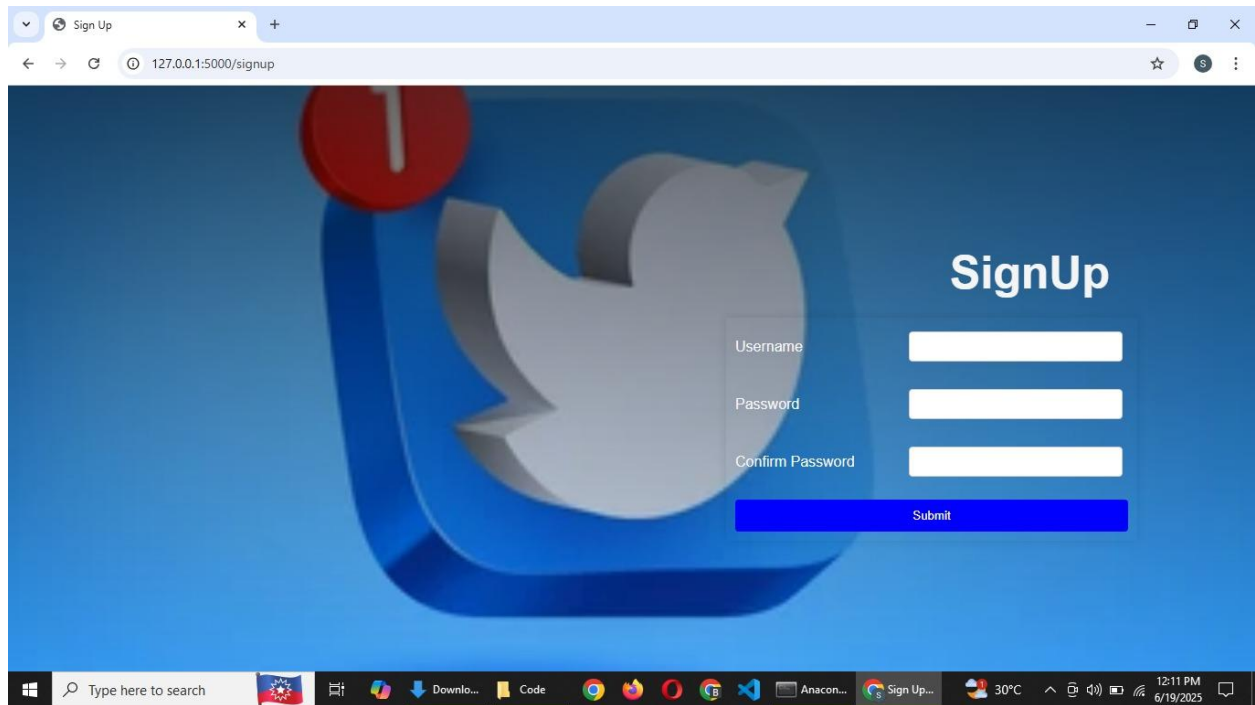 Sign Up
127.0.0.1:5000/signup
S
1
SignUp
Username
Password
Confirm Password
Submit
Type here to search
Downlo...
Code
Anacon...
Sign Up...
30°C
12:11 PM
6/19/2025